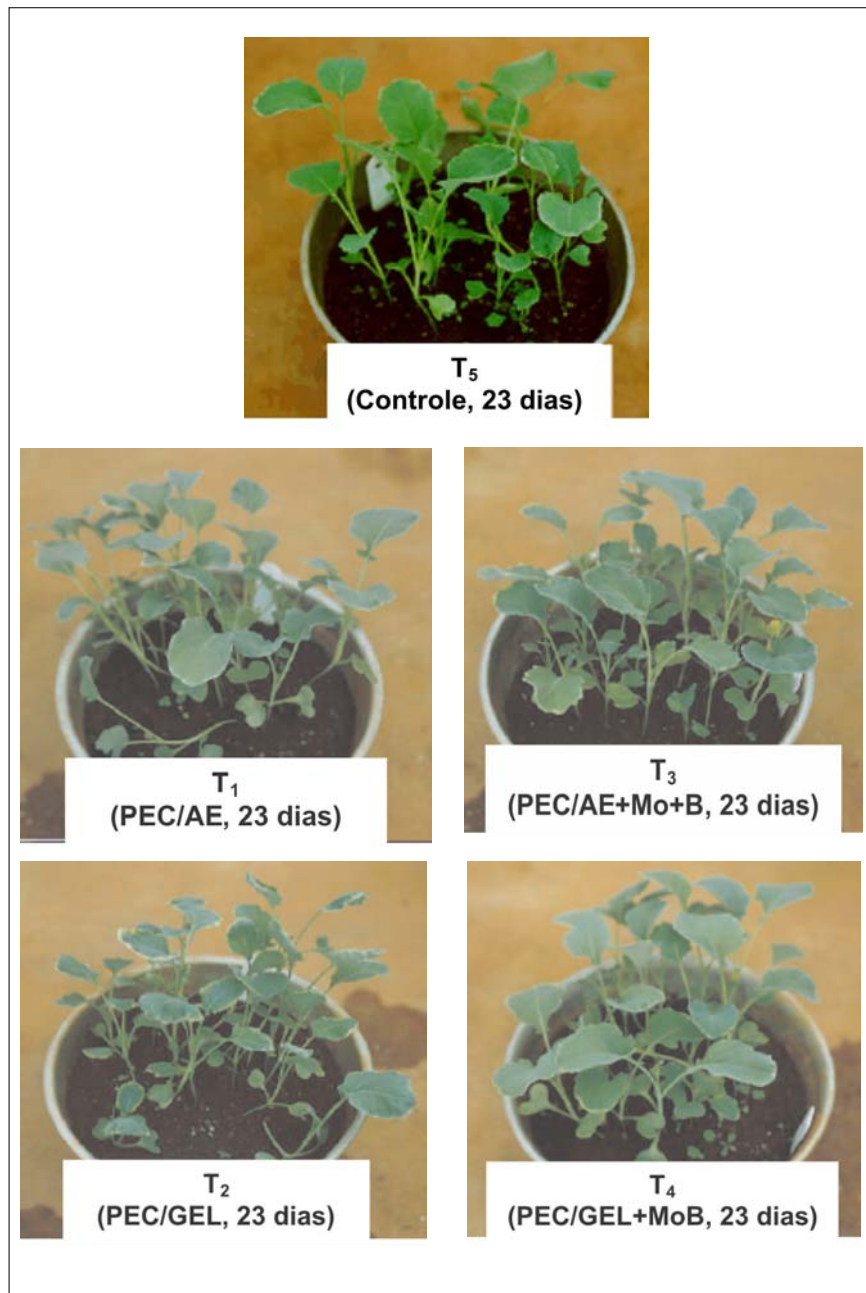 T₅
(Controle, 23 dias)
T₁
(PEC/AE, 23 dias)
T₃
(PEC/AE+Mo+B, 23 dias)
T₂
(PEC/GEL, 23 dias)
T₄
(PEC/GEL+MoB, 23 dias)